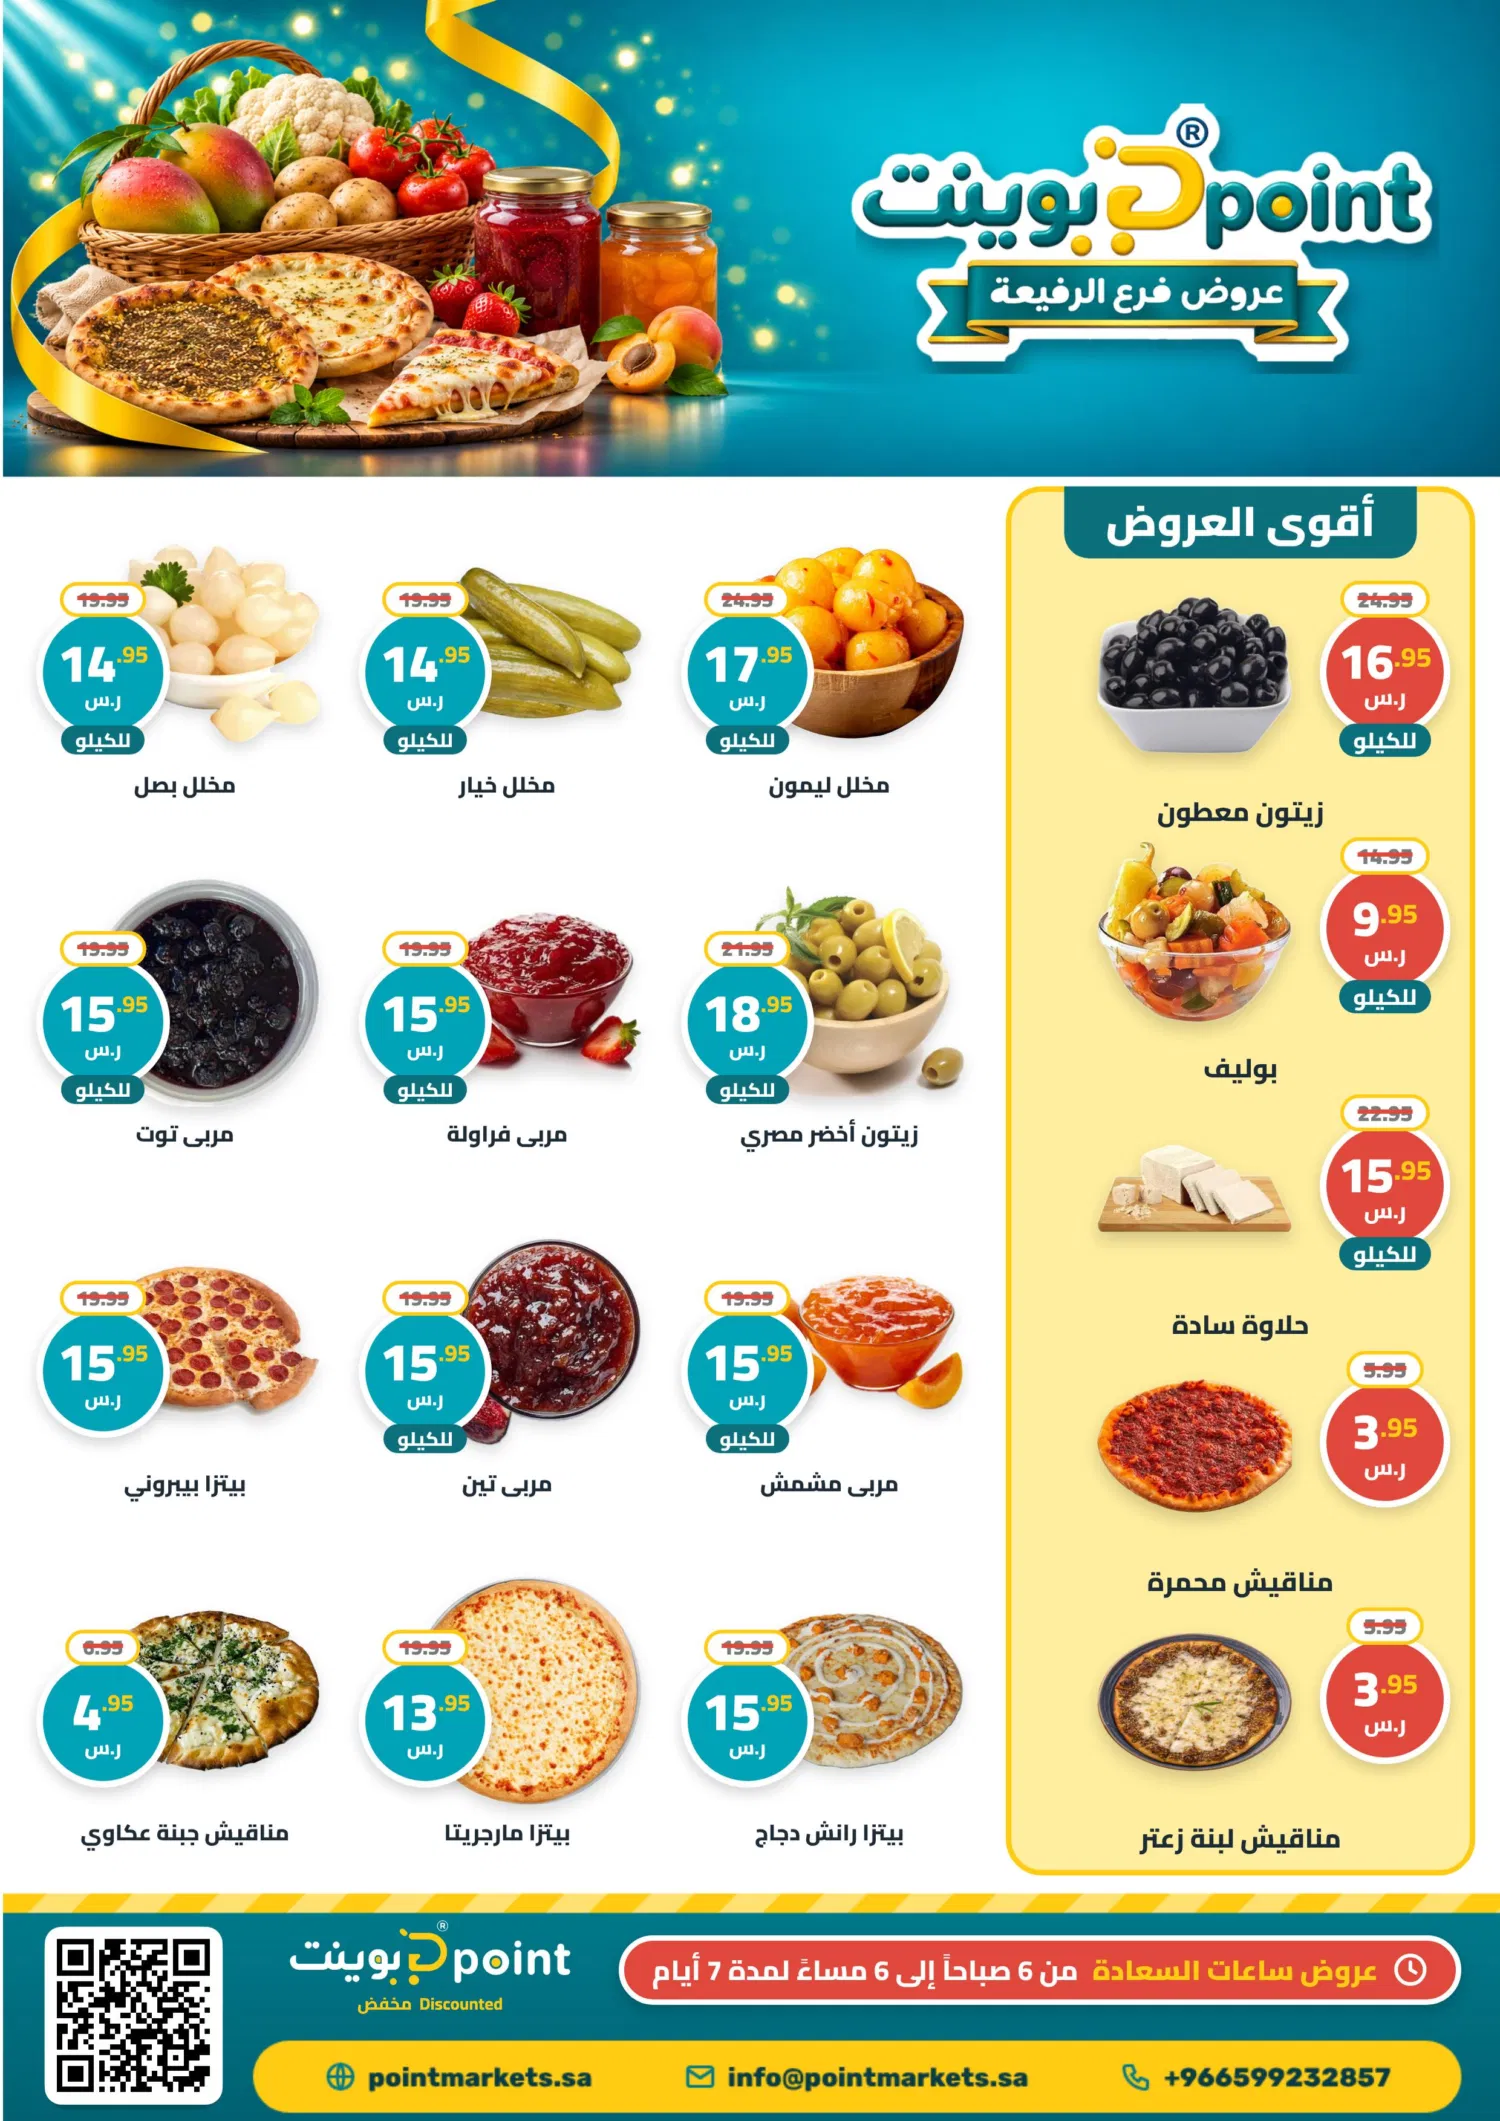 بوينت point ®
عروض فرع الرفيعة
أقوى العروض
24.95
16.95
ر.س
للكيلو
زيتون معطون
14.95
9.95
ر.س
للكيلو
بوليف
22.95
15.95
ر.س
للكيلو
حلاوة سادة
5.95
3.95
ر.س
مناقيش محمرة
5.95
3.95
ر.س
مناقيش لبنة زعتر
24.95
17.95
ر.س
للكيلو
مخلل ليمون
19.95
14.95
ر.س
للكيلو
مخلل خيار
19.95
14.95
ر.س
للكيلو
مخلل بصل
21.95
18.95
ر.س
للكيلو
زيتون أخضر مصري
19.95
15.95
ر.س
للكيلو
مربى فراولة
19.95
15.95
ر.س
للكيلو
مربى توت
19.95
15.95
ر.س
للكيلو
مربى مشمش
19.95
15.95
ر.س
للكيلو
مربى تين
19.95
15.95
ر.س
بيتزا بيبروني
19.95
15.95
ر.س
بيتزا رانش دجاج
19.95
13.95
ر.س
بيتزا مارجريتا
6.95
4.95
ر.س
مناقيش جبنة عكاوي
عروض ساعات السعادة من 6 صباحاً إلى 6 مساءً لمدة 7 أيام
بوينت point ®
مخفض Discounted
+966599232857
info@pointmarkets.sa
pointmarkets.sa